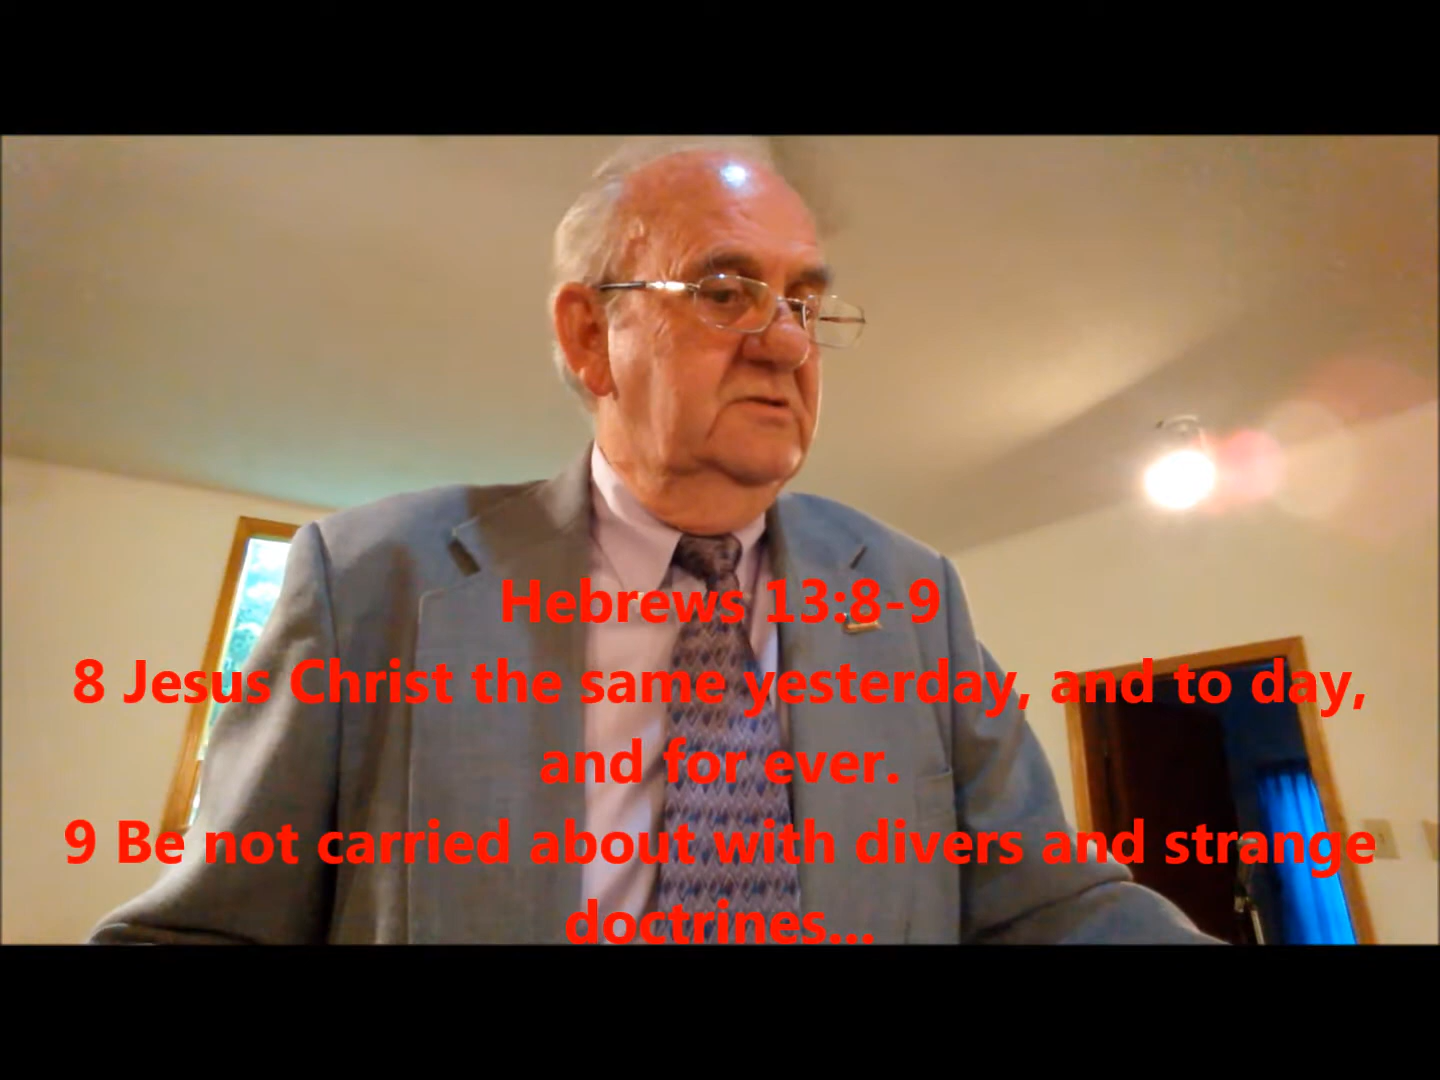 Hebrews 13:8-9
8 Jesus Christ the same yesterday, and to day,
and for ever.
9 Be not carried about with divers and strange
doctrines...